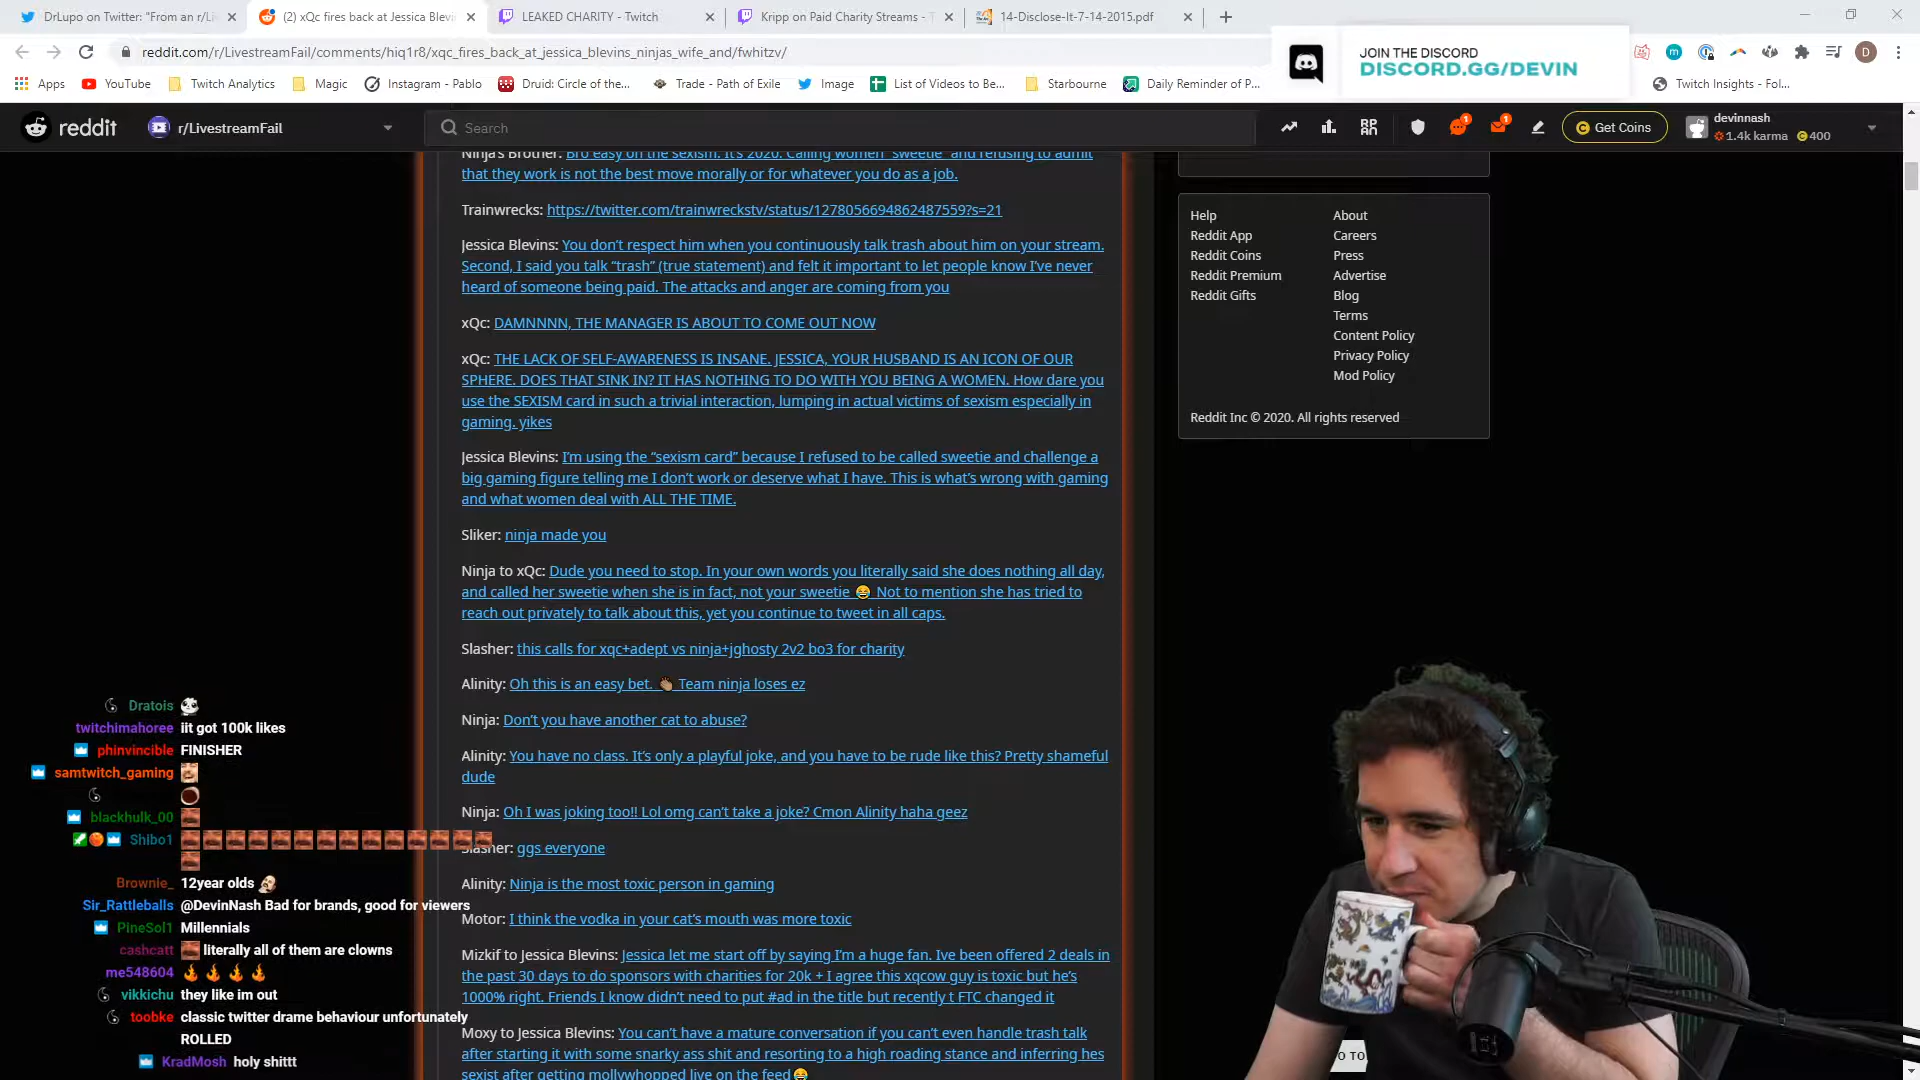 DrLupo on Twitter: "From an r/Li
(2) xQc fires back at Jessica Blevin
LEAKED CHARITY - Twitch
Kripp on Paid Charity Streams - T
14-Disclose-It-7-14-2015.pdf
reddit.com/r/LivestreamFail/comments/hiq1r8/xqc_fires_back_at_jessica_blevins_ninjas_wife_and/fwhitzv/
JOIN THE DISCORD
DISCORD.GG/DEVIN
Apps
YouTube
Twitch Analytics
Magic
Instagram - Pablo
Druid: Circle of the...
Trade - Path of Exile
Image
List of Videos to Be...
Starbourne
Daily Reminder of P...
Twitch Insights - Fol...
reddit
r/LivestreamFail
Search
Get Coins
devinnash
1.4k karma
400
Ninja's Brother: Bro easy on the sexism. It's 2020. Calling women "sweetie" and refusing to admit
that they work is not the best move morally or for whatever you do as a job.
Trainwrecks: https://twitter.com/trainwreckstv/status/1278056694862487559?s=21
Jessica Blevins: You don't respect him when you continuously talk trash about him on your stream.
Second, I said you talk "trash" (true statement) and felt it important to let people know I've never
heard of someone being paid. The attacks and anger are coming from you
xQc: DAMNNNN, THE MANAGER IS ABOUT TO COME OUT NOW
xQc: THE LACK OF SELF-AWARENESS IS INSANE. JESSICA, YOUR HUSBAND IS AN ICON OF OUR
SPHERE. DOES THAT SINK IN? IT HAS NOTHING TO DO WITH YOU BEING A WOMEN. How dare you
use the SEXISM card in such a trivial interaction, lumping in actual victims of sexism especially in
gaming. yikes
Jessica Blevins: I'm using the "sexism card" because I refused to be called sweetie and challenge a
big gaming figure telling me I don't work or deserve what I have. This is what's wrong with gaming
and what women deal with ALL THE TIME.
Sliker: ninja made you
Ninja to xQc: Dude you need to stop. In your own words you literally said she does nothing all day,
and called her sweetie when she is in fact, not your sweetie 😂 Not to mention she has tried to
reach out privately to talk about this, yet you continue to tweet in all caps.
Slasher: this calls for xqc+adept vs ninja+jghosty 2v2 bo3 for charity
Alinity: Oh this is an easy bet. 👏🏽 Team ninja loses ez
Ninja: Don't you have another cat to abuse?
Alinity: You have no class. It's only a playful joke, and you have to be rude like this? Pretty shameful
dude
Ninja: Oh I was joking too!! Lol omg can't take a joke? Cmon Alinity haha geez
Slasher: ggs everyone
Alinity: Ninja is the most toxic person in gaming
Motor: I think the vodka in your cat's mouth was more toxic
Mizkif to Jessica Blevins: Jessica let me start off by saying I'm a huge fan. Ive been offered 2 deals in
the past 30 days to do sponsors with charities for 20k + I agree this xqcow guy is toxic but he's
1000% right. Friends I know didn't need to put #ad in the title but recently t FTC changed it
Moxy to Jessica Blevins: You can't have a mature conversation if you can't even handle trash talk
after starting it with some snarky ass shit and resorting to a high roading stance and inferring hes
sexist after getting mollywhopped live on the feed😂
Help
Reddit App
Reddit Coins
Reddit Premium
Reddit Gifts
About
Careers
Press
Advertise
Blog
Terms
Content Policy
Privacy Policy
Mod Policy
Reddit Inc © 2020. All rights reserved
Dratois
twitchimahoree iit got 100k likes
phinvincible FINISHER
samtwitch_gaming
blackhulk_00
Shibo1
Brownie_ 12year olds
Sir_Rattleballs @DevinNash Bad for brands, good for viewers
PineSol1 Millennials
cashcatt literally all of them are clowns
me548604 🔥 🔥 🔥 🔥
vikkichu they like im out
toobke classic twitter drame behaviour unfortunately
ROLLED
KradMosh holy shittt
O TO